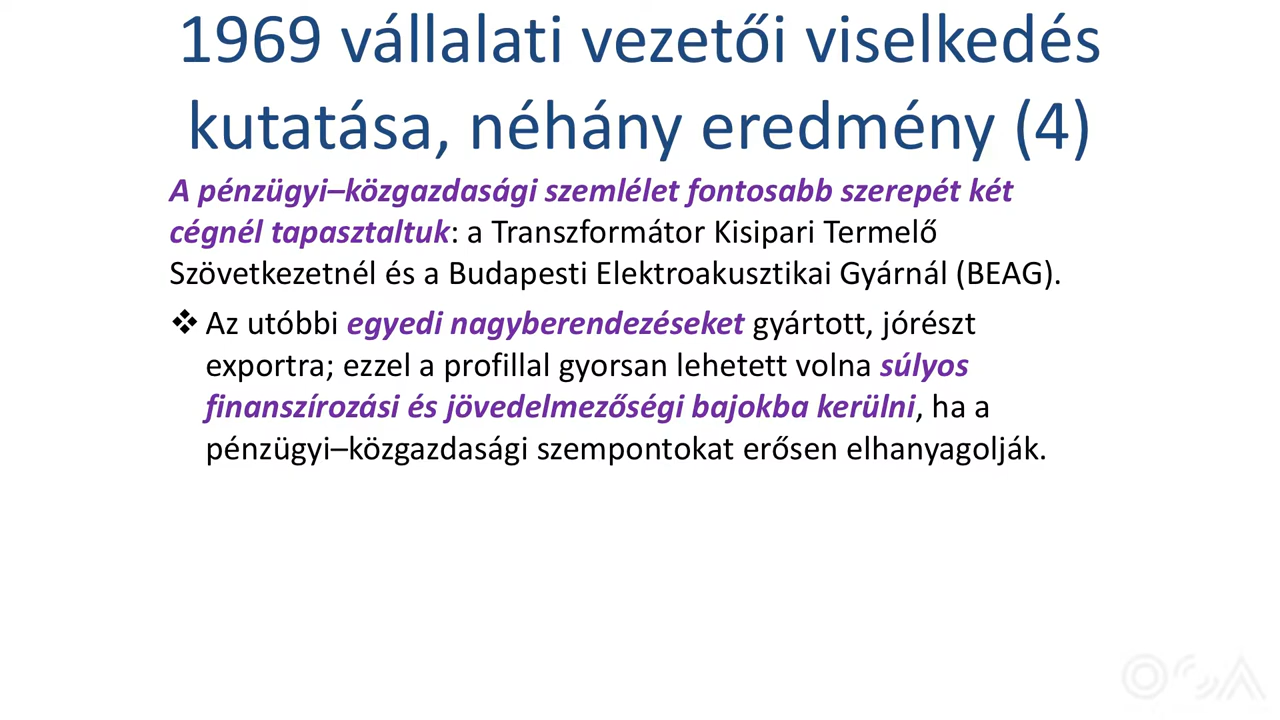 1969 vállalati vezetői viselkedés
kutatása, néhány eredmény (4)
A pénzügyi–közgazdasági szemlélet fontosabb szerepét két
cégnél tapasztaltuk: a Transzformátor Kisipari Termelő
Szövetkezetnél és a Budapesti Elektroakusztikai Gyárnál (BEAG).
❖ Az utóbbi egyedi nagyberendezéseket gyártott, jórészt
exportra; ezzel a profillal gyorsan lehetett volna súlyos
finanszírozási és jövedelmezőségi bajokba kerülni, ha a
pénzügyi–közgazdasági szempontokat erősen elhanyagolják.